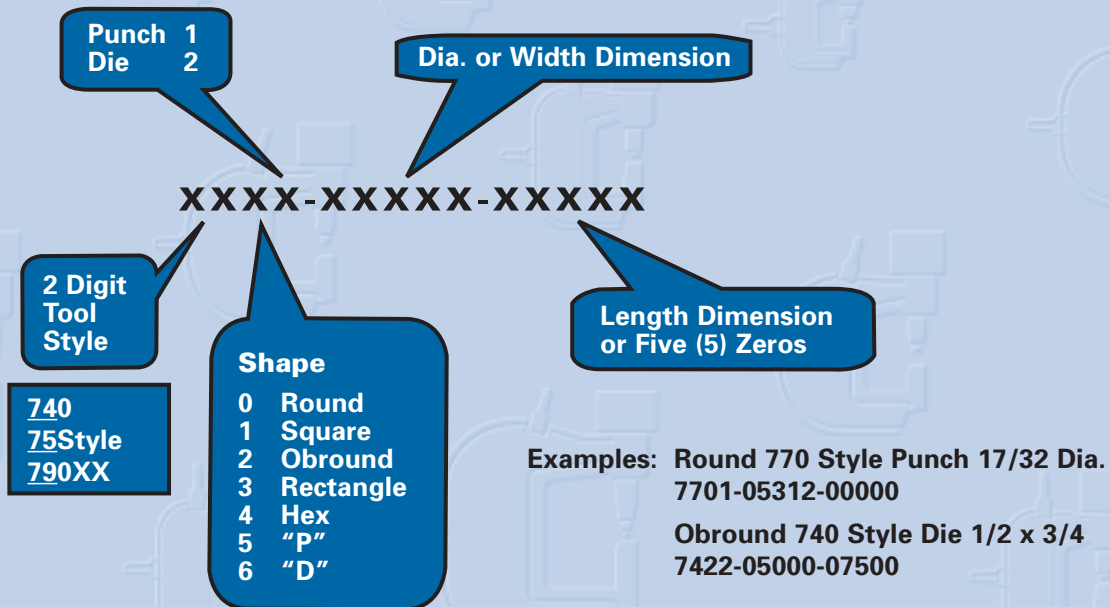 Punch 1
Die 2
Dia. or Width Dimension
XXXX-XXXXX-XXXXX
2 Digit
Tool
Style
740
75Style
790XX
Shape
0 Round
1 Square
2 Obround
3 Rectangle
4 Hex
5 “P”
6 “D”
Length Dimension
or Five (5) Zeros
Examples: Round 770 Style Punch 17/32 Dia.
7701-05312-00000
Obround 740 Style Die 1/2 x 3/4
7422-05000-07500